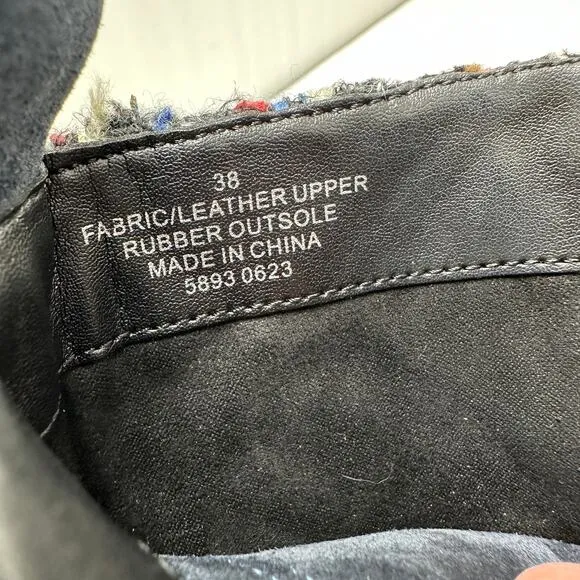 38
FABRIC/LEATHER UPPER
RUBBER OUTSOLE
MADE IN CHINA
5893 0623